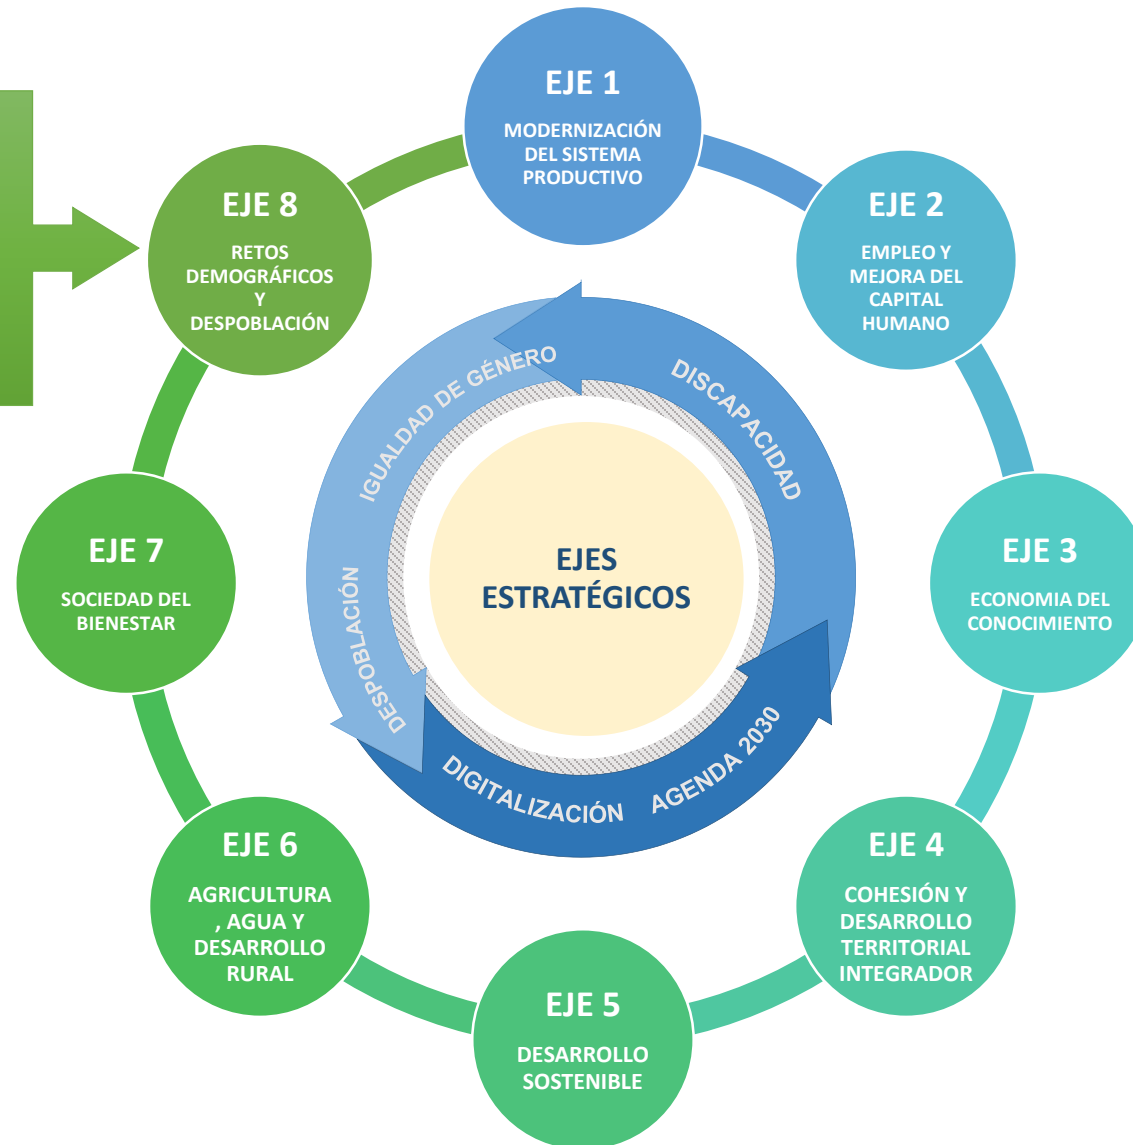 EJE 1
MODERNIZACIÓN
DEL SISTEMA
PRODUCTIVO
EJE 2
EMPLEO Y
MEJORA DEL
CAPITAL
HUMANO
EJE 3
ECONOMIA DEL
CONOCIMIENTO
EJE 4
COHESIÓN Y
DESARROLLO
TERRITORIAL
INTEGRADOR
EJE 5
DESARROLLO
SOSTENIBLE
EJE 6
AGRICULTURA
, AGUA Y
DESARROLLO
RURAL
EJE 7
SOCIEDAD DEL
BIENESTAR
EJE 8
RETOS
DEMOGRÁFICOS
Y
DESPOBLACIÓN
IGUALDAD DE GÉNERO
DISCAPACIDAD
DESPOBLACIÓN
DIGITALIZACIÓN
AGENDA 2030
EJES
ESTRATÉGICOS